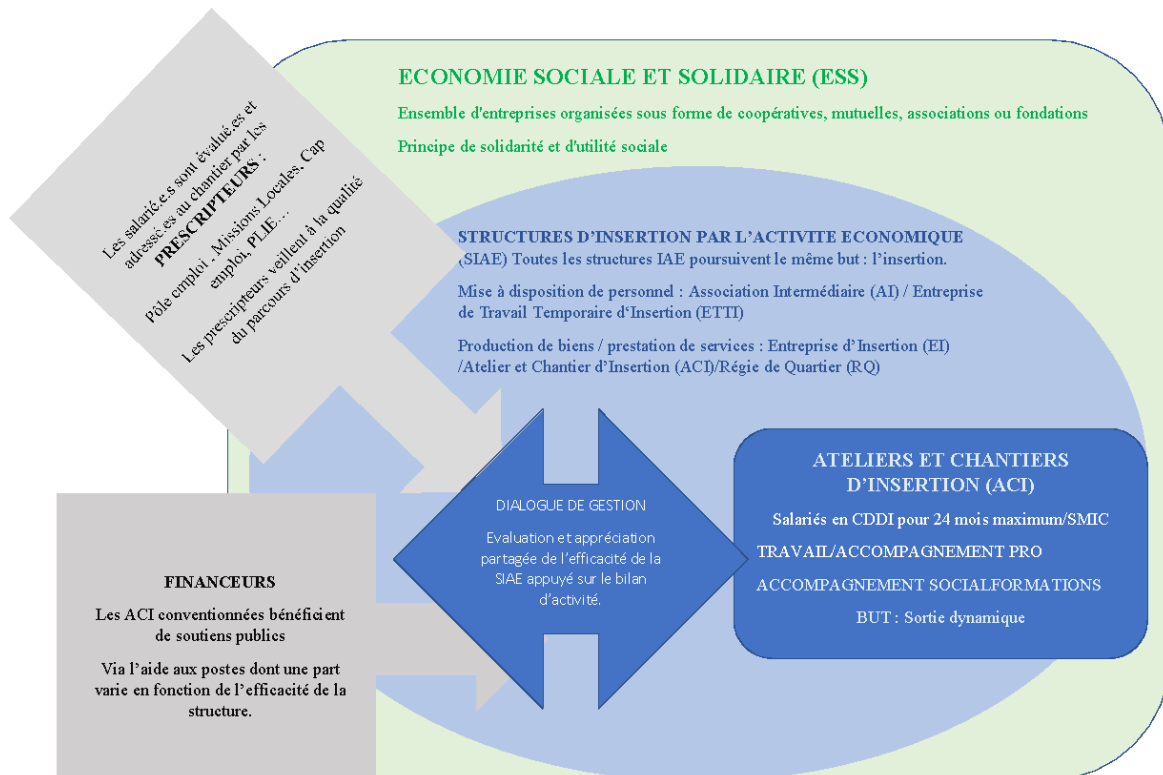 ECONOMIE SOCIALE ET SOLIDAIRE (ESS)
Ensemble d'entreprises organisées sous forme de coopératives, mutuelles, associations ou fondations
Principe de solidarité et d'utilité sociale
Les salarié.e.s sont évalué.es et
adressé.es au chantier par les
PRESCRIPTEURS :
Pôle emploi , Missions Locales, Cap
emploi, PLIE…
Les prescripteurs veillent à la qualité
du parcours d'insertion
STRUCTURES D'INSERTION PAR L'ACTIVITE ECONOMIQUE
(SIAE) Toutes les structures IAE poursuivent le même but : l'insertion.
Mise à disposition de personnel : Association Intermédiaire (AI) / Entreprise
de Travail Temporaire d'Insertion (ETTI)
Production de biens / prestation de services : Entreprise d'Insertion (EI)
/Atelier et Chantier d'Insertion (ACI)/Régie de Quartier (RQ)
DIALOGUE DE GESTION
Evaluation et appréciation
partagée de l'efficacité de la
SIAE appuyé sur le bilan
d'activité.
ATELIERS ET CHANTIERS
D'INSERTION (ACI)
Salariés en CDDI pour 24 mois maximum/SMIC
TRAVAIL/ACCOMPAGNEMENT PRO
ACCOMPAGNEMENT SOCIALFORMATIONS
BUT : Sortie dynamique
FINANCEURS
Les ACI conventionnées bénéficient
de soutiens publics
Via l'aide aux postes dont une part
varie en fonction de l'efficacité de la
structure.